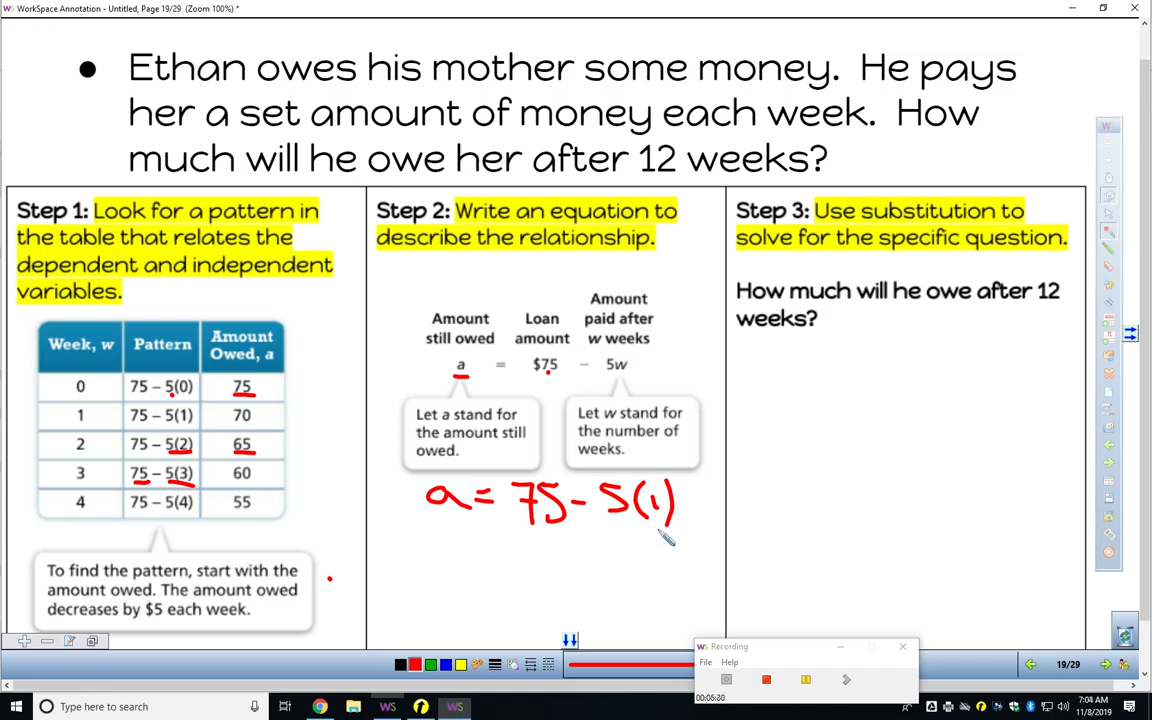 WorkSpace Annotation - Untitled, Page 19/29 (Zoom 100%) *
● Ethan owes his mother some money. He pays
her a set amount of money each week. How
much will he owe her after 12 weeks?
Step 1: Look for a pattern in
the table that relates the
dependent and independent
variables.
Week, w Pattern Amount
Owed, a
0 75 – 5(0) 75
1 75 – 5(1) 70
2 75 – 5(2) 65
3 75 – 5(3) 60
4 75 – 5(4) 55
To find the pattern, start with the
amount owed. The amount owed
decreases by $5 each week.
Step 2: Write an equation to
describe the relationship.
Amount
still owed
Loan
amount
Amount
paid after
w weeks
a = $75 – 5w
Let a stand for
the amount still
owed.
Let w stand for
the number of
weeks.
a = 75 - 5(1)
Step 3: Use substitution to
solve for the specific question.
How much will he owe after 12
weeks?
WS
Recording
File Help
00:05:30
19/29
Type here to search
WS
WS
7:04 AM
11/8/2019